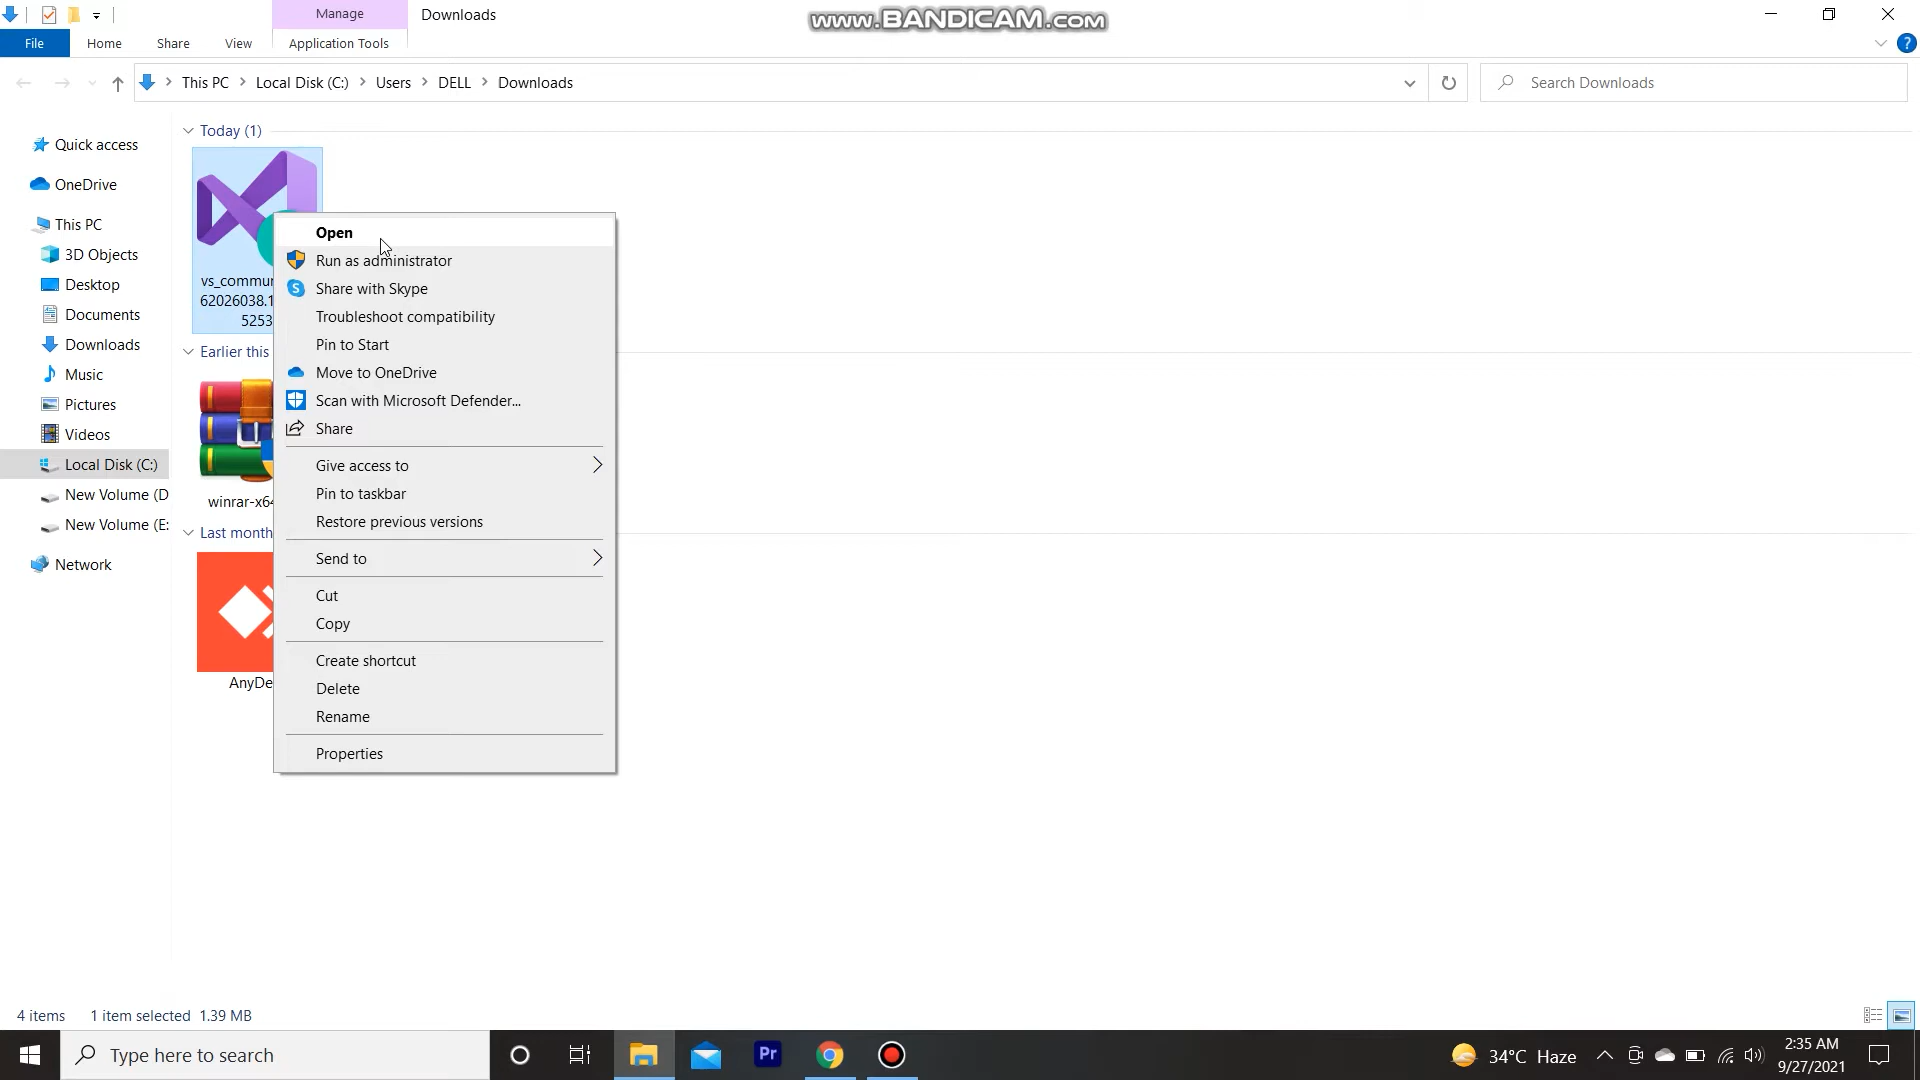 Manage
Downloads
www.BANDICAM.com
File
Home
Share
View
Application Tools
?
This PC
Local Disk (C:)
Users
DELL
Downloads
Search Downloads
Quick access
OneDrive
This PC
3D Objects
Desktop
Documents
Downloads
Music
Pictures
Videos
Local Disk (C:)
New Volume (D
New Volume (E:
Network
Today (1)
vs_commu
62026038.1
5253
Earlier this
winrar-x64
Last month
AnyDe
Open
Run as administrator
Share with Skype
Troubleshoot compatibility
Pin to Start
Move to OneDrive
Scan with Microsoft Defender...
Share
Give access to
Pin to taskbar
Restore previous versions
Send to
Cut
Copy
Create shortcut
Delete
Rename
Properties
4 items
1 item selected 1.39 MB
Type here to search
Pr
34°C Haze
2:35 AM
9/27/2021